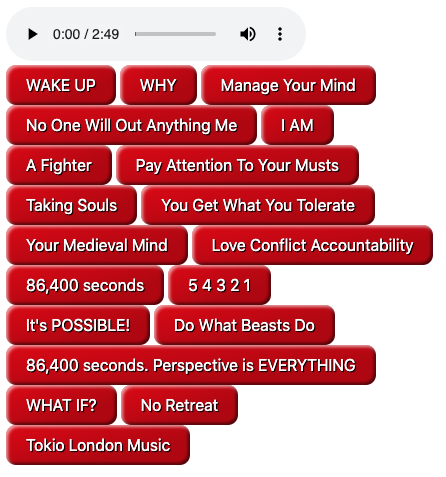 0:00 / 2:49
WAKE UP WHY Manage Your Mind
No One Will Out Anything Me I AM
A Fighter Pay Attention To Your Musts
Taking Souls You Get What You Tolerate
Your Medieval Mind Love Conflict Accountability
86,400 seconds 5 4 3 2 1
It's POSSIBLE! Do What Beasts Do
86,400 seconds. Perspective is EVERYTHING
WHAT IF? No Retreat
Tokio London Music